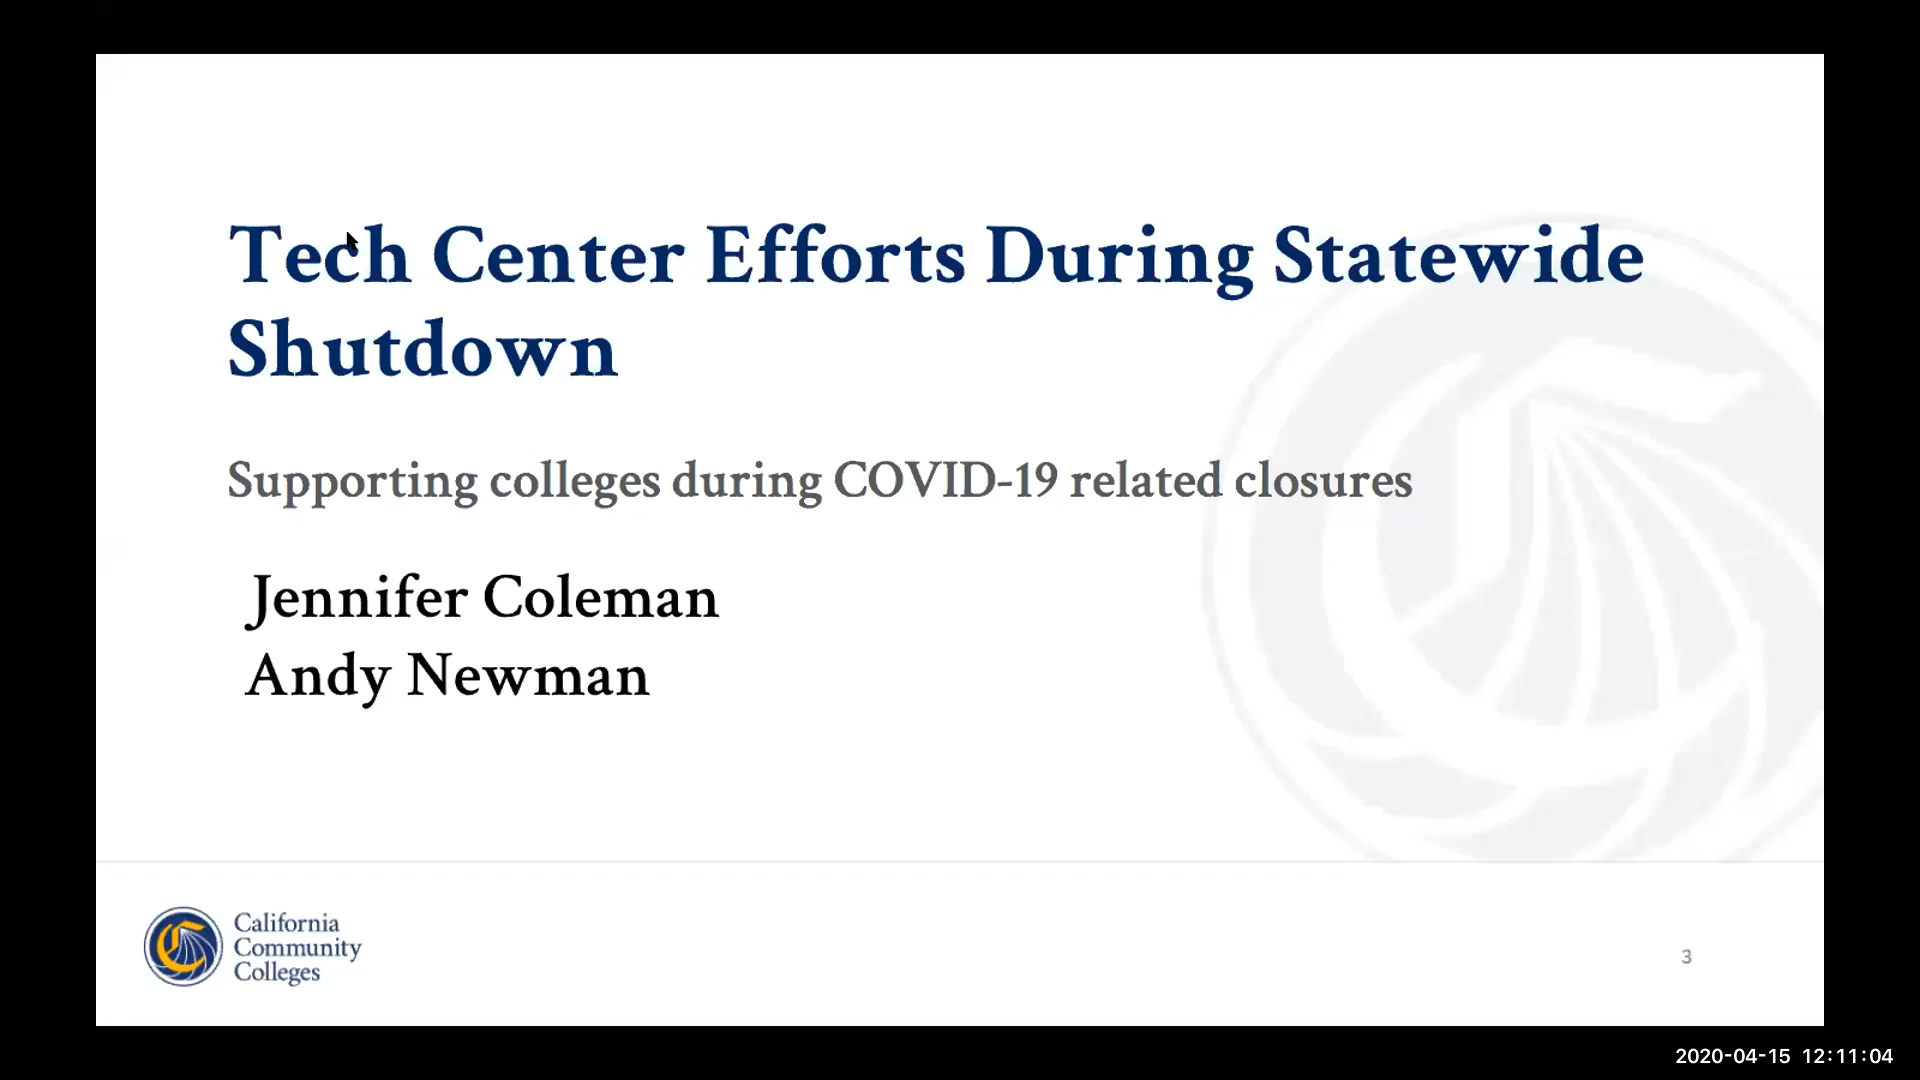 Tech Center Efforts During Statewide
Shutdown
Supporting colleges during COVID-19 related closures
Jennifer Coleman
Andy Newman
California
Community
Colleges
3
2020-04-15 12:11:04